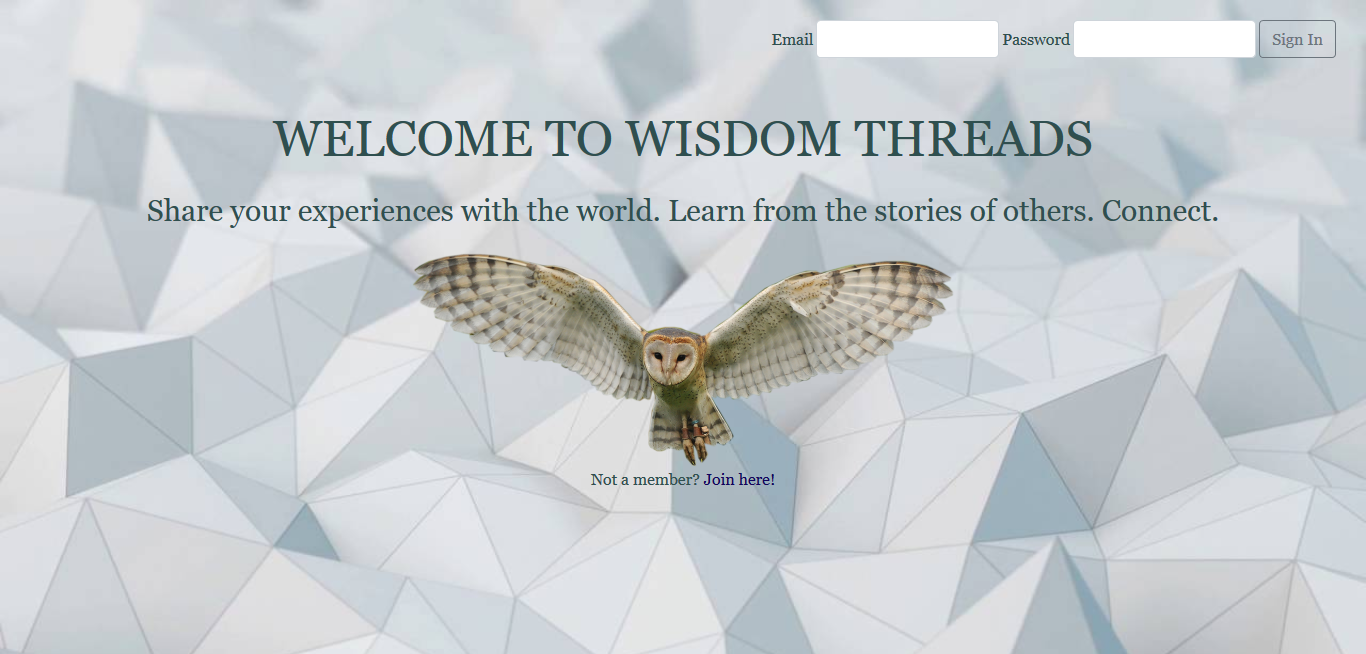 Email Password Sign In
WELCOME TO WISDOM THREADS
Share your experiences with the world. Learn from the stories of others. Connect.
Not a member? Join here!